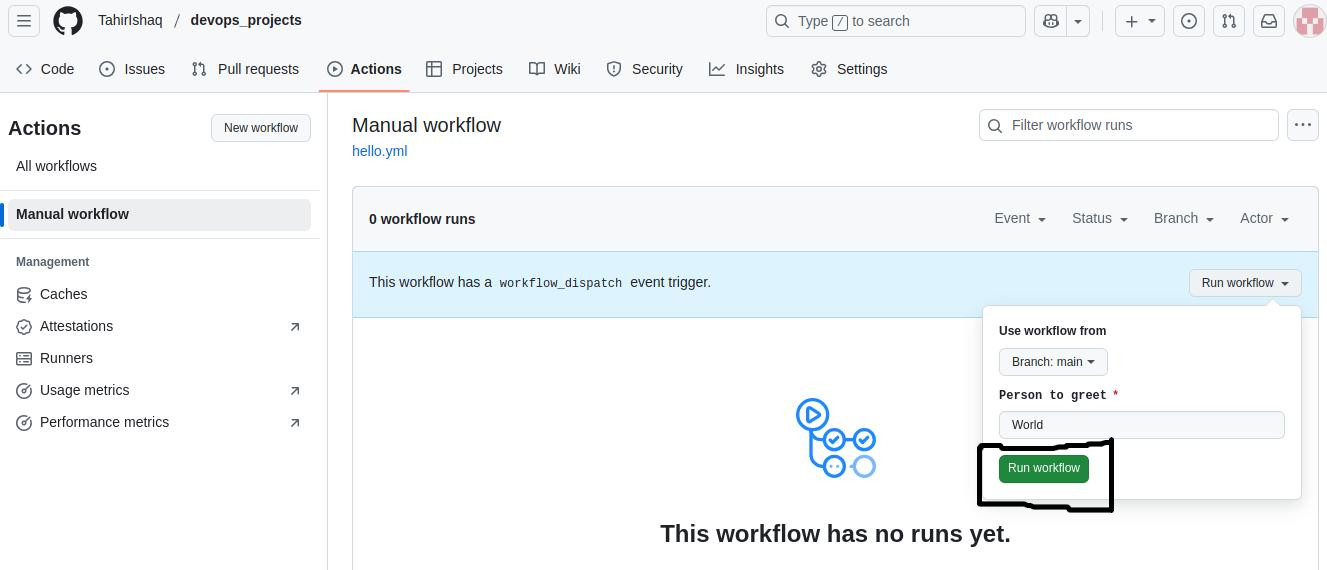 TahirIshaq / devops_projects
Type / to search
Code Issues Pull requests Actions Projects Wiki Security Insights Settings
Actions
New workflow
All workflows
Manual workflow
Management
Caches
Attestations
Runners
Usage metrics
Performance metrics
Manual workflow
hello.yml
Filter workflow runs
0 workflow runs
Event Status Branch Actor
This workflow has a workflow_dispatch event trigger.
Run workflow
Use workflow from
Branch: main
Person to greet *
World
Run workflow
This workflow has no runs yet.